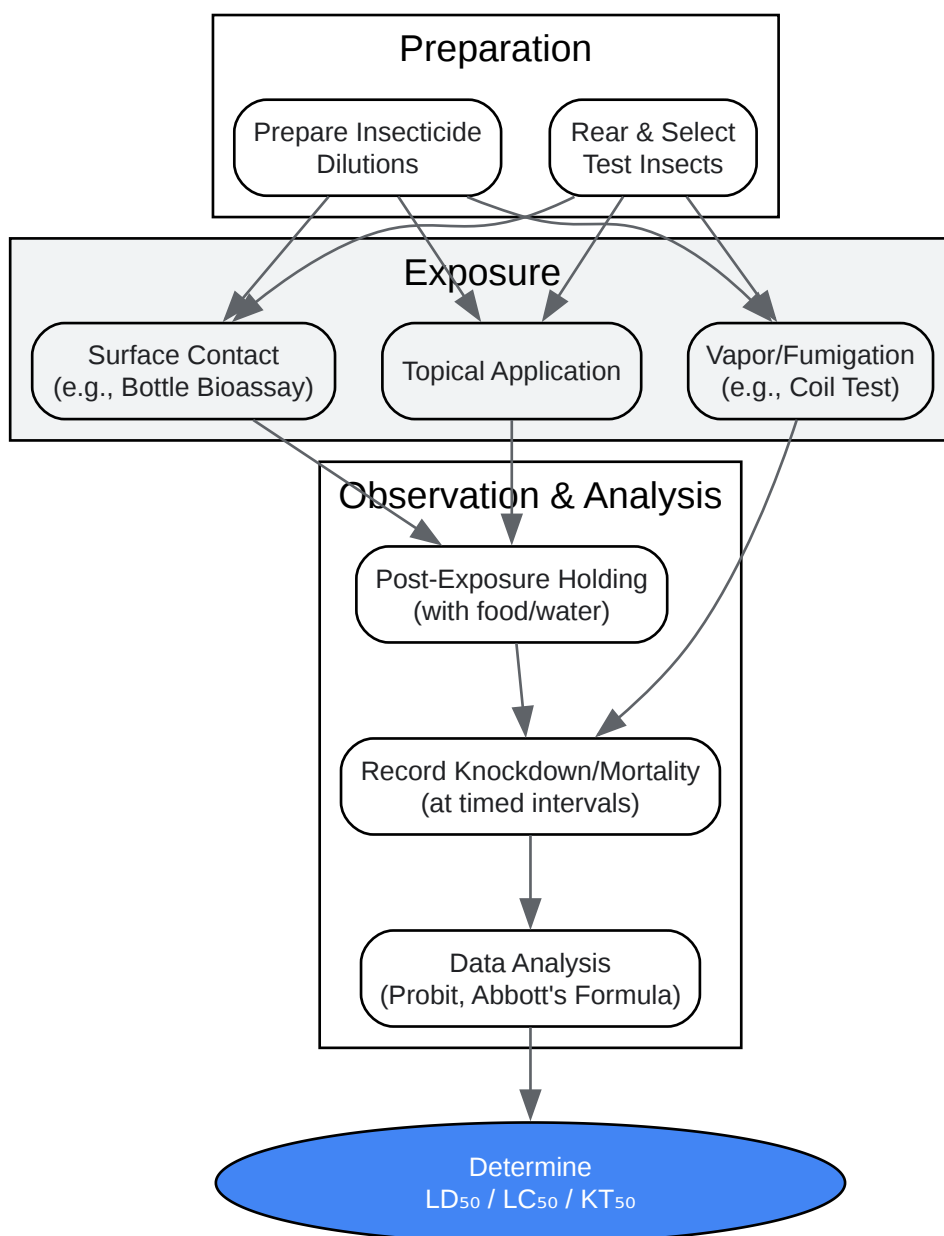 Preparation
Prepare Insecticide
Dilutions
Rear & Select
Test Insects
Exposure
Surface Contact
(e.g., Bottle Bioassay)
Topical Application
Vapor/Fumigation
(e.g., Coil Test)
Observation & Analysis
Post-Exposure Holding
(with food/water)
Record Knockdown/Mortality
(at timed intervals)
Data Analysis
(Probit, Abbott's Formula)
Determine
LD₅₀ / LC₅₀ / KT₅₀